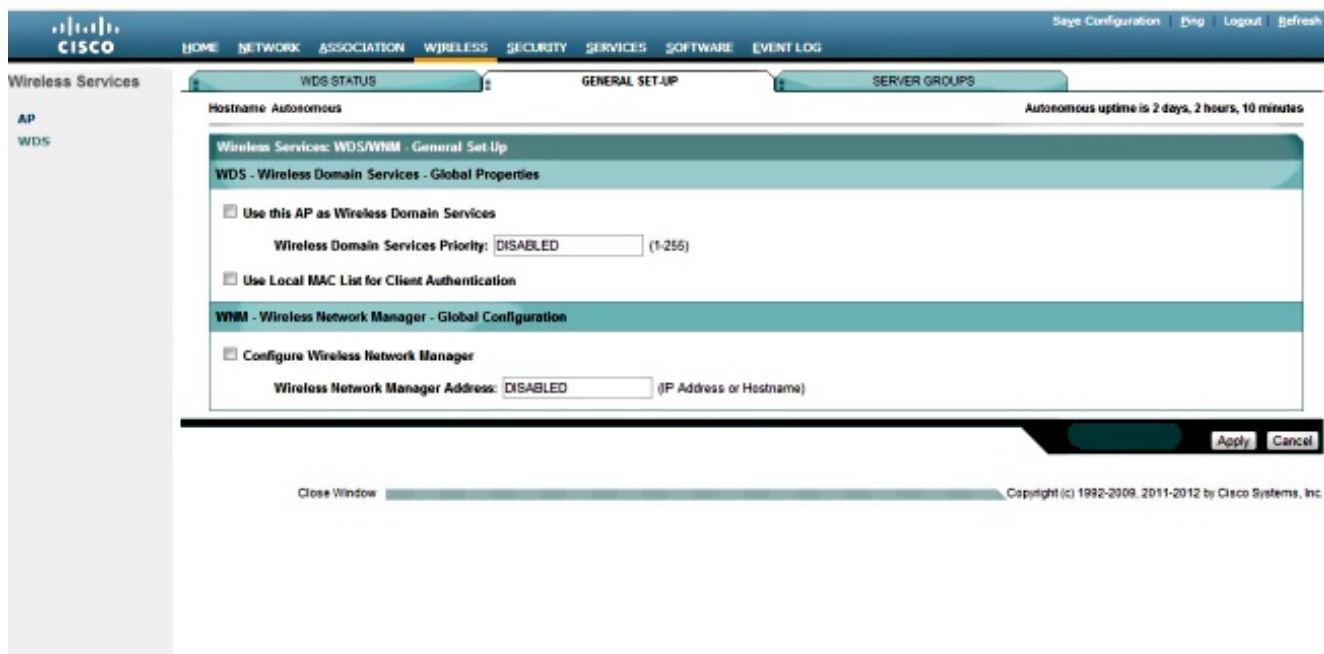 CISCO
HOME NETWORK ASSOCIATION WIRELESS SECURITY SERVICES SOFTWARE EVENT LOG
Save Configuration | Ping | Logout | Refresh
Wireless Services
AP
WDS
WDS STATUS
GENERAL SET-UP
SERVER GROUPS
Hostname Autonomous
Autonomous uptime is 2 days, 2 hours, 10 minutes
Wireless Services: WDS/WNM - General Set-Up
WDS - Wireless Domain Services - Global Properties
Use this AP as Wireless Domain Services
Wireless Domain Services Priority: DISABLED (1-255)
Use Local MAC List for Client Authentication
WNM - Wireless Network Manager - Global Configuration
Configure Wireless Network Manager
Wireless Network Manager Address: DISABLED (IP Address or Hostname)
Apply Cancel
Close Window
Copyright (c) 1992-2009, 2011-2012 by Cisco Systems, Inc.